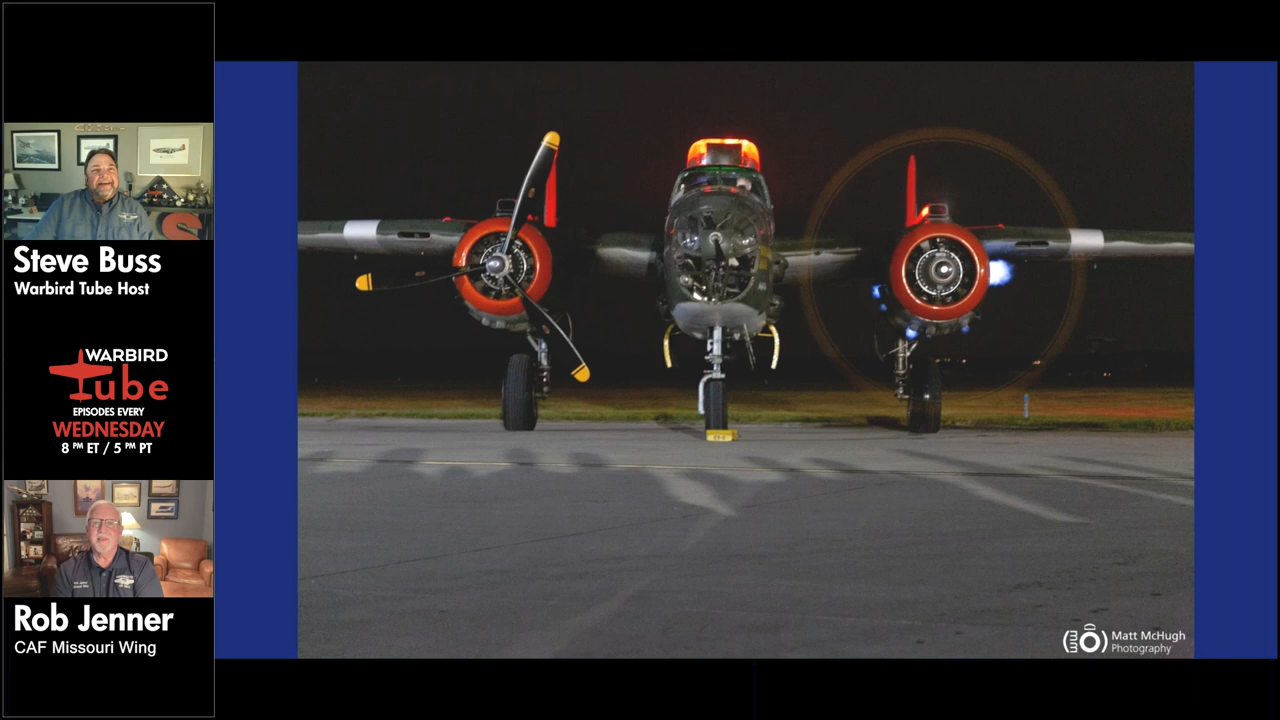 Steve Buss
Warbird Tube Host
WARBIRD
Tube
EPISODES EVERY
WEDNESDAY
8 PM ET / 5 PM PT
Rob Jenner
CAF Missouri Wing
Matt McHugh
Photography